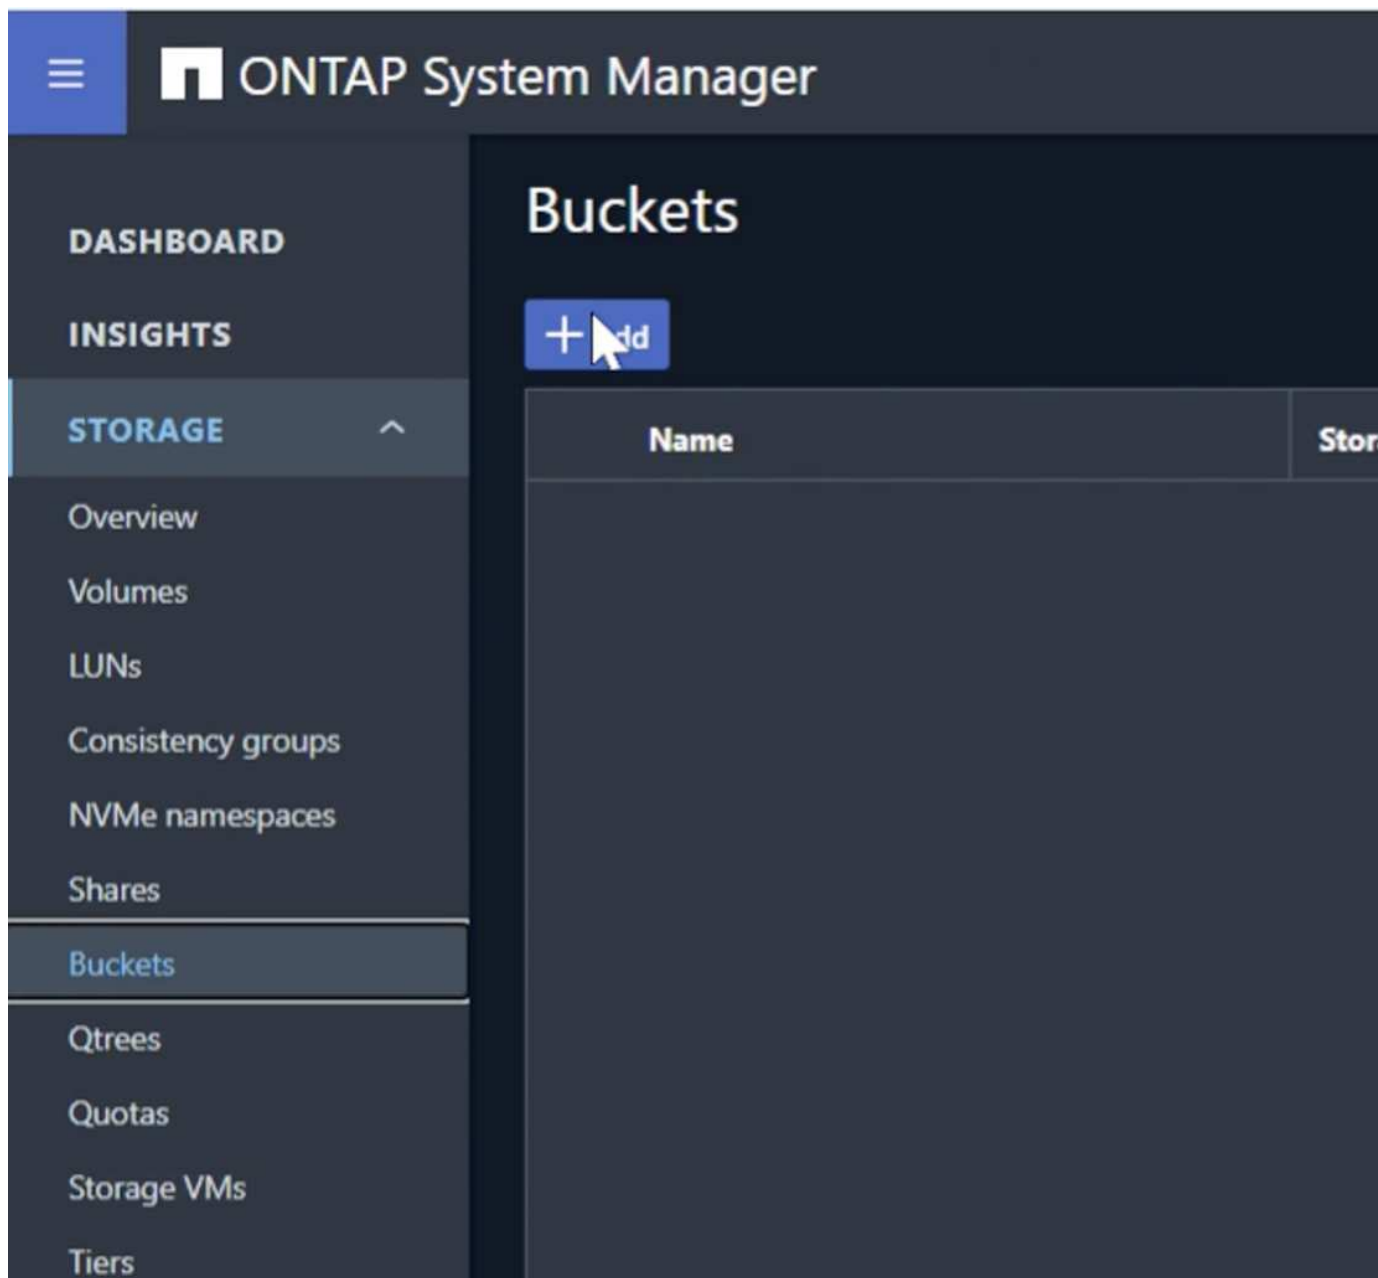 ONTAP System Manager
DASHBOARD
INSIGHTS
STORAGE
Overview
Volumes
LUNs
Consistency groups
NVMe namespaces
Shares
Buckets
Qtrees
Quotas
Storage VMs
Tiers
Buckets
Name